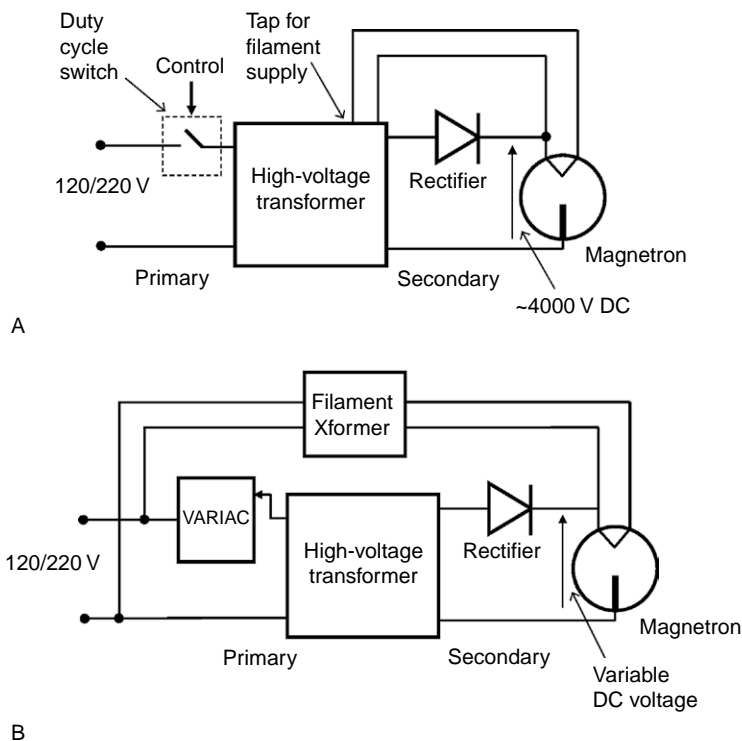 Duty
cycle
switch
Control
Tap for
filament
supply
120/220 V
High-voltage
transformer
Rectifier
Magnetron
Primary
Secondary
~4000 V DC
A
Filament
Xformer
VARIAC
120/220 V
High-voltage
transformer
Rectifier
Magnetron
Primary
Secondary
Variable
DC voltage
B